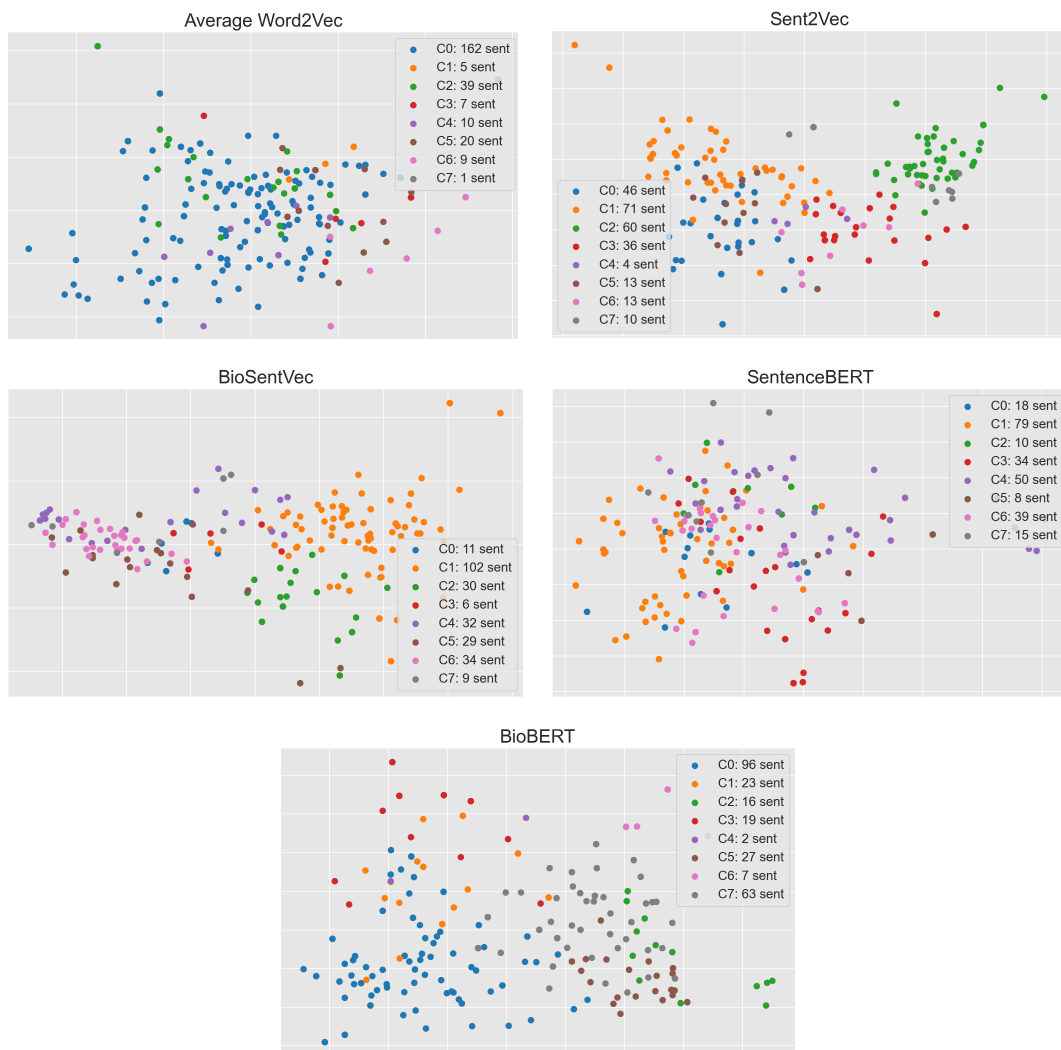 Average Word2Vec
C0: 162 sent
C1: 5 sent
C2: 39 sent
C3: 7 sent
C4: 10 sent
C5: 20 sent
C6: 9 sent
C7: 1 sent
Sent2Vec
C0: 46 sent
C1: 71 sent
C2: 60 sent
C3: 36 sent
C4: 4 sent
C5: 13 sent
C6: 13 sent
C7: 10 sent
BioSentVec
C0: 11 sent
C1: 102 sent
C2: 30 sent
C3: 6 sent
C4: 32 sent
C5: 29 sent
C6: 34 sent
C7: 9 sent
SentenceBERT
C0: 18 sent
C1: 79 sent
C2: 10 sent
C3: 34 sent
C4: 50 sent
C5: 8 sent
C6: 39 sent
C7: 15 sent
BioBERT
C0: 96 sent
C1: 23 sent
C2: 16 sent
C3: 19 sent
C4: 2 sent
C5: 27 sent
C6: 7 sent
C7: 63 sent